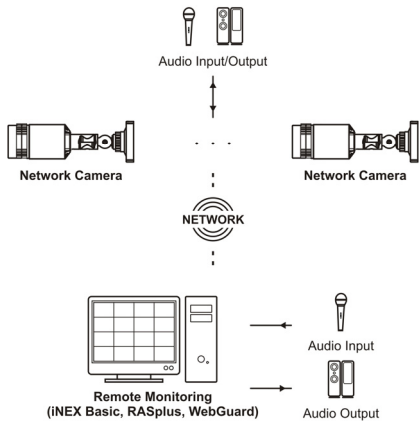 Audio Input/Output
Network Camera
Network Camera
NETWORK
Audio Input
Remote Monitoring
(iNEX Basic, RASplus, WebGuard)
Audio Output